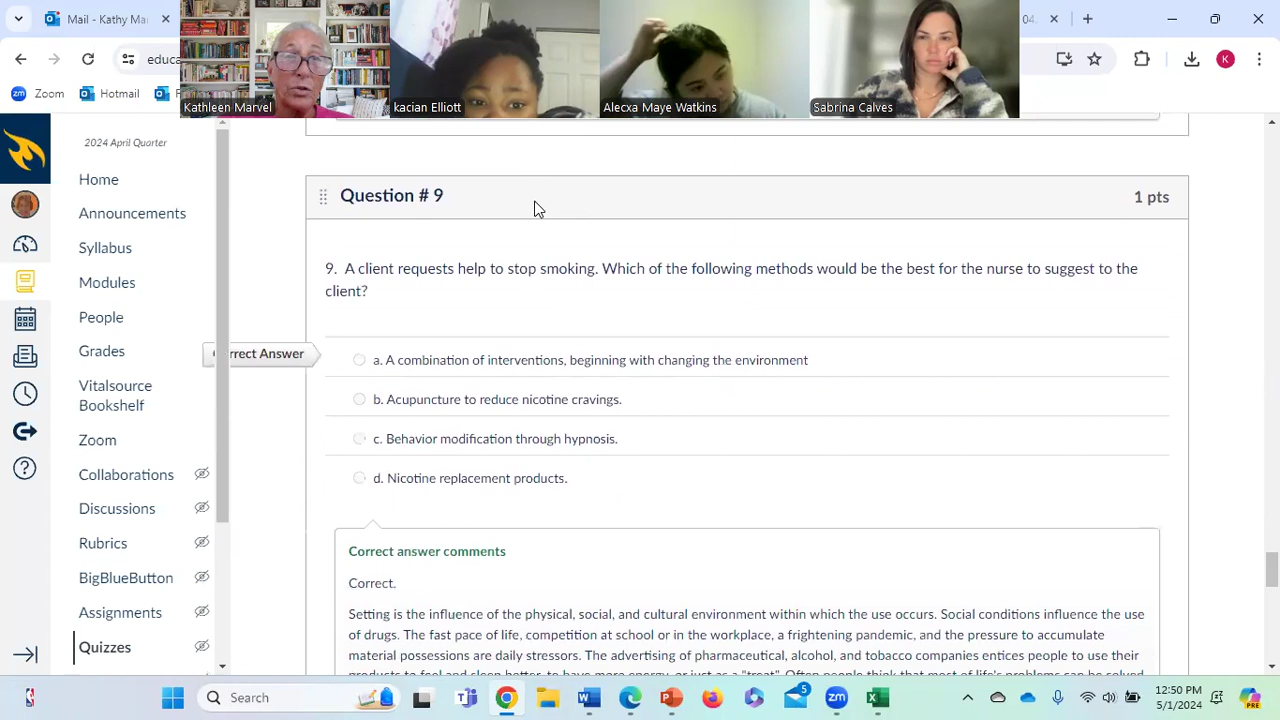 Mail - Kathy Mar
04
educa
K
Zoom
Hotmail
Kathleen Marvel
kacian Elliott
Alecxa Maye Watkins
Sabrina Calves
2024 April Quarter
Home
Announcements
Syllabus
Modules
People
Grades
Vitalsource
Bookshelf
Zoom
Collaborations
Discussions
Rubrics
BigBlueButton
Assignments
Quizzes
Question # 9
1 pts
9. A client requests help to stop smoking. Which of the following methods would be the best for the nurse to suggest to the
client?
rrect Answer
a. A combination of interventions, beginning with changing the environment
b. Acupuncture to reduce nicotine cravings.
c. Behavior modification through hypnosis.
d. Nicotine replacement products.
Correct answer comments
Correct.
Setting is the influence of the physical, social, and cultural environment within which the use occurs. Social conditions influence the use
of drugs. The fast pace of life, competition at school or in the workplace, a frightening pandemic, and the pressure to accumulate
material possessions are daily stressors. The advertising of pharmaceutical, alcohol, and tobacco companies entices people to use their
Search
5
12:50 PM
5/1/2024
PRE